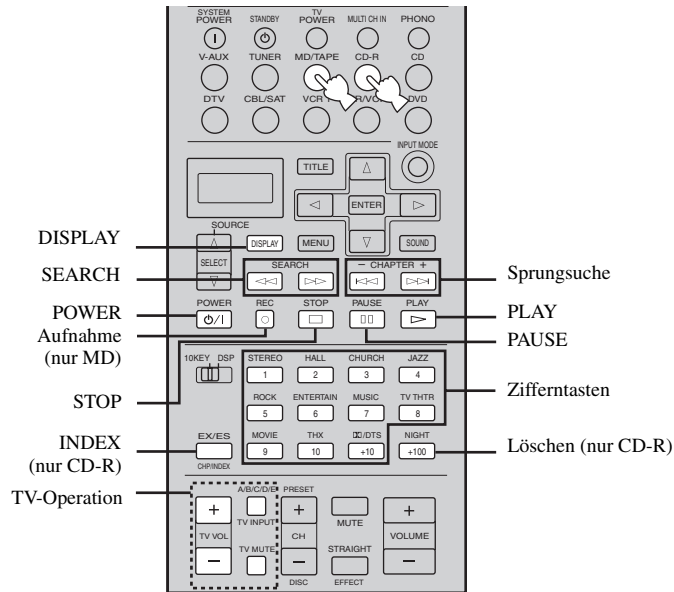 SYSTEM POWER
STANDBY
TV POWER
MULTI CH IN
PHONO
V-AUX
TUNER
MD/TAPE
CD-R
CD
DTV
CBL/SAT
VCR 1
R/VC
DVD
INPUT MODE
TITLE
ENTER
SOURCE
DISPLAY
DISPLAY
MENU
SOUND
SELECT
SEARCH
SEARCH
– CHAPTER +
Sprungsuche
POWER
POWER
REC
STOP
PAUSE
PLAY
PLAY
Aufnahme
(nur MD)
PAUSE
10KEY DSP
STEREO
HALL
CHURCH
JAZZ
1
2
3
4
Zifferntasten
STOP
ROCK
ENTERTAIN
MUSIC
TV THTR
5
6
7
8
INDEX
(nur CD-R)
EX/ES
CHP/INDEX
MOVIE
THX
/DTS
NIGHT
9
10
+10
+100
Löschen (nur CD-R)
TV-Operation
A/B/C/D/E
PRESET
+
TV VOL
–
TV INPUT
TV MUTE
+
CH
–
DISC
MUTE
STRAIGHT
EFFECT
+
VOLUME
–